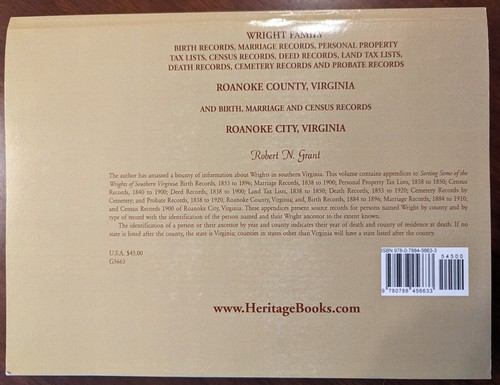 WRIGHT FAMILY
BIRTH RECORDS, MARRIAGE RECORDS, PERSONAL PROPERTY
TAX LISTS, CENSUS RECORDS, DEED RECORDS, LAND TAX LISTS,
DEATH RECORDS, CEMETERY RECORDS AND PROBATE RECORDS
ROANOKE COUNTY, VIRGINIA
AND BIRTH, MARRIAGE AND CENSUS RECORDS
ROANOKE CITY, VIRGINIA
Robert N. Grant
The author has amassed a bounty of information about Wrights in southern Virginia. This volume contains appendices to Sorting Some of the
Wrights of Southern Virginia: Birth Records, 1853 to 1896; Marriage Records, 1838 to 1900; Personal Property Tax Lists, 1838 to 1850; Census
Records, 1840 to 1900; Deed Records, 1838 to 1900; Land Tax Lists, 1838 to 1850; Death Records, 1853 to 1920; Cemetery Records by
Cemetery; and Probate Records, 1838 to 1920; Roanoke County, Virginia; and, Birth Records, 1884 to 1896; Marriage Records, 1884 to 1910;
and Census Records 1900 of Roanoke City, Virginia. These appendices present source records for persons named Wright by county and by
type of record with the identification of the person named and their Wright ancestor to the extent known.
The identification of a person or their ancestor by year and county indicates their year of death and county of residence at death. If no
state is listed after the county, the state is Virginia; counties in states other than Virginia will have a state listed after the county.
U.S.A. $45.00
G5663
ISBN 978-0-7884-5663-3
54500
9 780788 456633
www.HeritageBooks.com